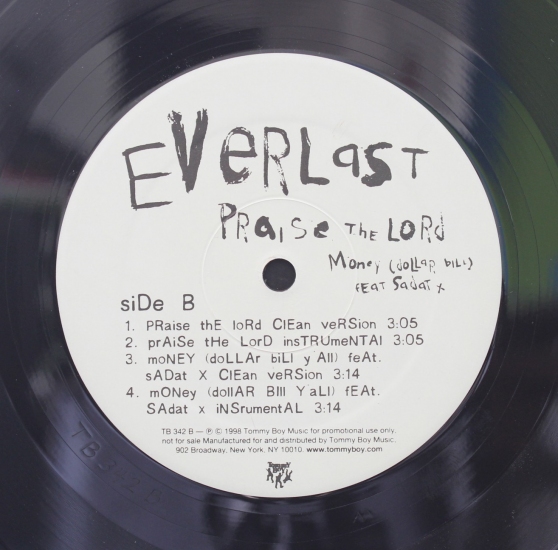 EVeRLasT
PRaISe THE LORd
Money (doLLaR biLL)
fEAT SadaT x
siDe B
1. PRaise thE loRd ClEan veRSion 3:05
2. prAiSe tHe LorD insTRUmeNTAl 3:05
3. moNEY (doLLAr biLl y All) feAt.
sADat X ClEan veRSion 3:14
4. mONey (dollAR BIll YaLl) fEAt.
SAdat x iNSrumentAL 3:14
TB 342 B — ℗ © 1998 Tommy Boy Music for promotional use only,
not for sale Manufactured for and distributed by Tommy Boy Music,
902 Broadway, New York, NY 10010. www.tommyboy.com
TOMMY
BOY